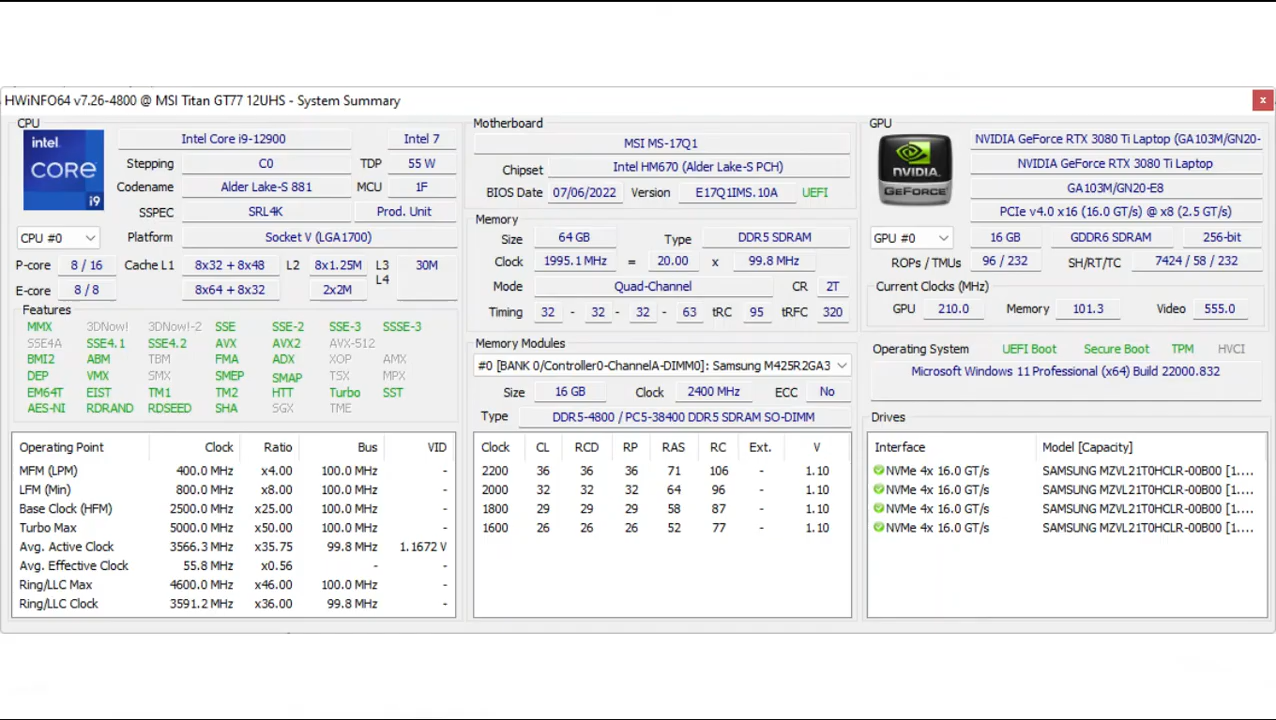 HWiNFO64 v7.26-4800 @ MSI Titan GT77 12UHS - System Summary
x
CPU
intel.
CORE
i9
Intel Core i9-12900
Intel 7
Stepping C0 TDP 55 W
Codename Alder Lake-S 881 MCU 1F
SSPEC SRL4K Prod. Unit
CPU #0 Platform Socket V (LGA1700)
P-core 8 / 16 Cache L1 8x32 + 8x48 L2 8x1.25M L3 30M
L4
E-core 8 / 8 8x64 + 8x32 2x2M
Features
MMX 3DNow! 3DNow!-2 SSE SSE-2 SSE-3 SSSE-3
SSE4A SSE4.1 SSE4.2 AVX AVX2 AVX-512
BMI2 ABM TBM FMA ADX XOP AMX
DEP VMX SMX SMEP SMAP TSX MPX
EM64T EIST TM1 TM2 HTT Turbo SST
AES-NI RDRAND RDSEED SHA SGX TME
Operating Point Clock Ratio Bus VID
MFM (LPM) 400.0 MHz x4.00 100.0 MHz -
LFM (Min) 800.0 MHz x8.00 100.0 MHz -
Base Clock (HFM) 2500.0 MHz x25.00 100.0 MHz -
Turbo Max 5000.0 MHz x50.00 100.0 MHz -
Avg. Active Clock 3566.3 MHz x35.75 99.8 MHz 1.1672 V
Avg. Effective Clock 55.8 MHz x0.56 - -
Ring/LLC Max 4600.0 MHz x46.00 100.0 MHz -
Ring/LLC Clock 3591.2 MHz x36.00 99.8 MHz -
Motherboard
MSI MS-17Q1
Chipset Intel HM670 (Alder Lake-S PCH)
BIOS Date 07/06/2022 Version E17Q1IMS.10A UEFI
Memory
Size 64 GB Type DDR5 SDRAM
Clock 1995.1 MHz = 20.00 x 99.8 MHz
Mode Quad-Channel CR 2T
Timing 32 - 32 - 32 - 63 tRC 95 tRFC 320
Memory Modules
#0 [BANK 0/Controller0-ChannelA-DIMM0]: Samsung M425R2GA3
Size 16 GB Clock 2400 MHz ECC No
Type DDR5-4800 / PC5-38400 DDR5 SDRAM SO-DIMM
Clock CL RCD RP RAS RC Ext. V
2200 36 36 36 71 106 - 1.10
2000 32 32 32 64 96 - 1.10
1800 29 29 29 58 87 - 1.10
1600 26 26 26 52 77 - 1.10
GPU
NVIDIA
GEFORCE
NVIDIA GeForce RTX 3080 Ti Laptop (GA103M/GN20-
NVIDIA GeForce RTX 3080 Ti Laptop
GA103M/GN20-E8
PCIe v4.0 x16 (16.0 GT/s) @ x8 (2.5 GT/s)
GPU #0 16 GB GDDR6 SDRAM 256-bit
ROPs / TMUs 96 / 232 SH/RT/TC 7424 / 58 / 232
Current Clocks (MHz)
GPU 210.0 Memory 101.3 Video 555.0
Operating System UEFI Boot Secure Boot TPM HVCI
Microsoft Windows 11 Professional (x64) Build 22000.832
Drives
Interface Model [Capacity]
NVMe 4x 16.0 GT/s SAMSUNG MZVL21T0HCLR-00B00 [1....
NVMe 4x 16.0 GT/s SAMSUNG MZVL21T0HCLR-00B00 [1....
NVMe 4x 16.0 GT/s SAMSUNG MZVL21T0HCLR-00B00 [1....
NVMe 4x 16.0 GT/s SAMSUNG MZVL21T0HCLR-00B00 [1....